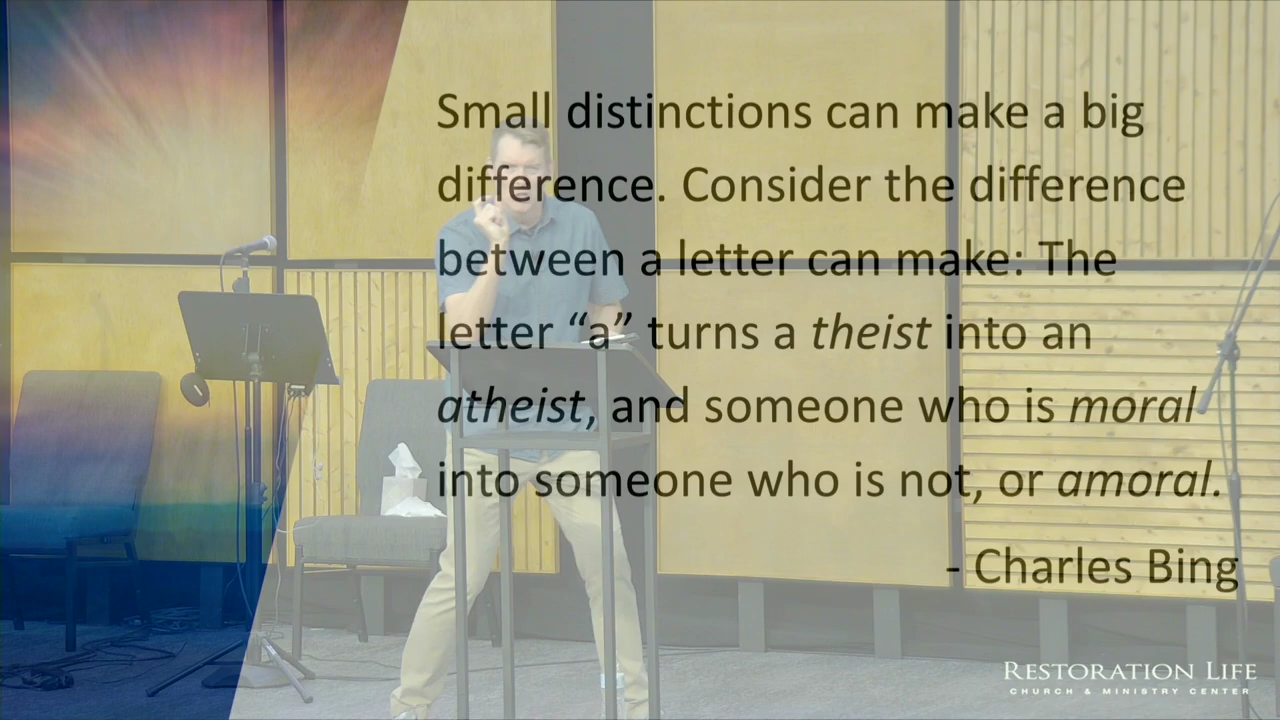 Small distinctions can make a big
difference. Consider the difference
between a letter can make: The
letter “a” turns a theist into an
atheist, and someone who is moral
into someone who is not, or amoral.
- Charles Bing
RESTORATION LIFE
CHURCH & MINISTRY CENTER